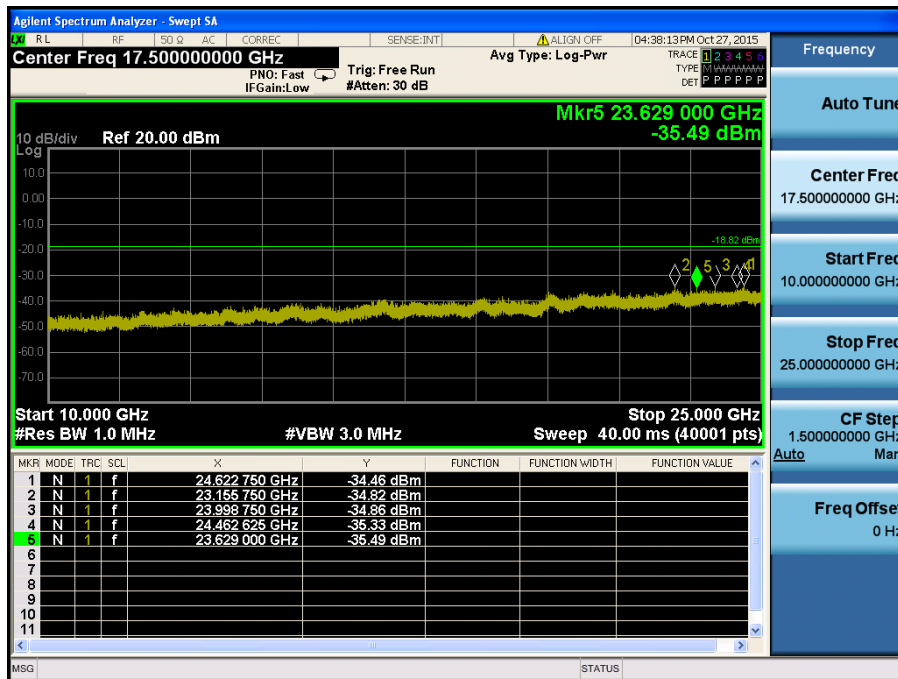 Agilent Spectrum Analyzer - Swept SA
LXI RL RF 50 Ω AC CORREC SENSE:INT ALIGN OFF 04:38:13 PM Oct 27, 2015
Center Freq 17.500000000 GHz
PNO: Fast
IFGain:Low
Trig: Free Run
#Atten: 30 dB
Avg Type: Log-Pwr
TRACE 1 2 3 4 5 6
TYPE M WWWWW
DET P P P P P P
Mkr5 23.629 000 GHz
-35.49 dBm
10 dB/div
Log
Ref 20.00 dBm
10.0
0.00
-10.0
-20.0
-30.0
-40.0
-50.0
-60.0
-70.0
-18.82 dBm
2 5 3 4 1
Start 10.000 GHz
Stop 25.000 GHz
#Res BW 1.0 MHz
#VBW 3.0 MHz
Sweep 40.00 ms (40001 pts)
MKR MODE TRC SCL X Y FUNCTION FUNCTION WIDTH FUNCTION VALUE
1 N 1 f 24.622 750 GHz -34.46 dBm
2 N 1 f 23.155 750 GHz -34.82 dBm
3 N 1 f 23.998 750 GHz -34.86 dBm
4 N 1 f 24.462 625 GHz -35.33 dBm
5 N 1 f 23.629 000 GHz -35.49 dBm
6
7
8
9
10
11
MSG
STATUS
Frequency
Auto Tune
Center Freq
17.500000000 GHz
Start Freq
10.000000000 GHz
Stop Freq
25.000000000 GHz
CF Step
1.500000000 GHz
Auto Man
Freq Offset
0 Hz